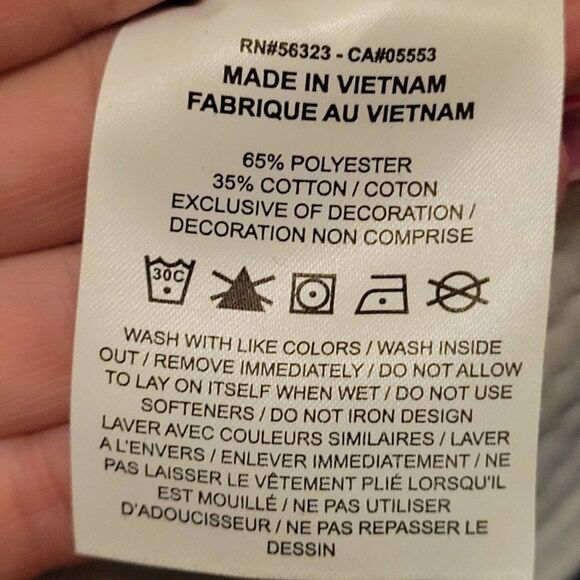 RN#56323 - CA#05553
MADE IN VIETNAM
FABRIQUE AU VIETNAM
65% POLYESTER
35% COTTON / COTON
EXCLUSIVE OF DECORATION /
DECORATION NON COMPRISE
30C
WASH WITH LIKE COLORS / WASH INSIDE
OUT / REMOVE IMMEDIATELY / DO NOT ALLOW
TO LAY ON ITSELF WHEN WET / DO NOT USE
SOFTENERS / DO NOT IRON DESIGN
LAVER AVEC COULEURS SIMILAIRES / LAVER
A L'ENVERS / ENLEVER IMMEDIATEMENT / NE
PAS LAISSER LE VÊTEMENT PLIÉ LORSQU'IL
EST MOUILLÉ / NE PAS UTILISER
D'ADOUCISEUR / NE PAS REPASSER LE
DESSIN